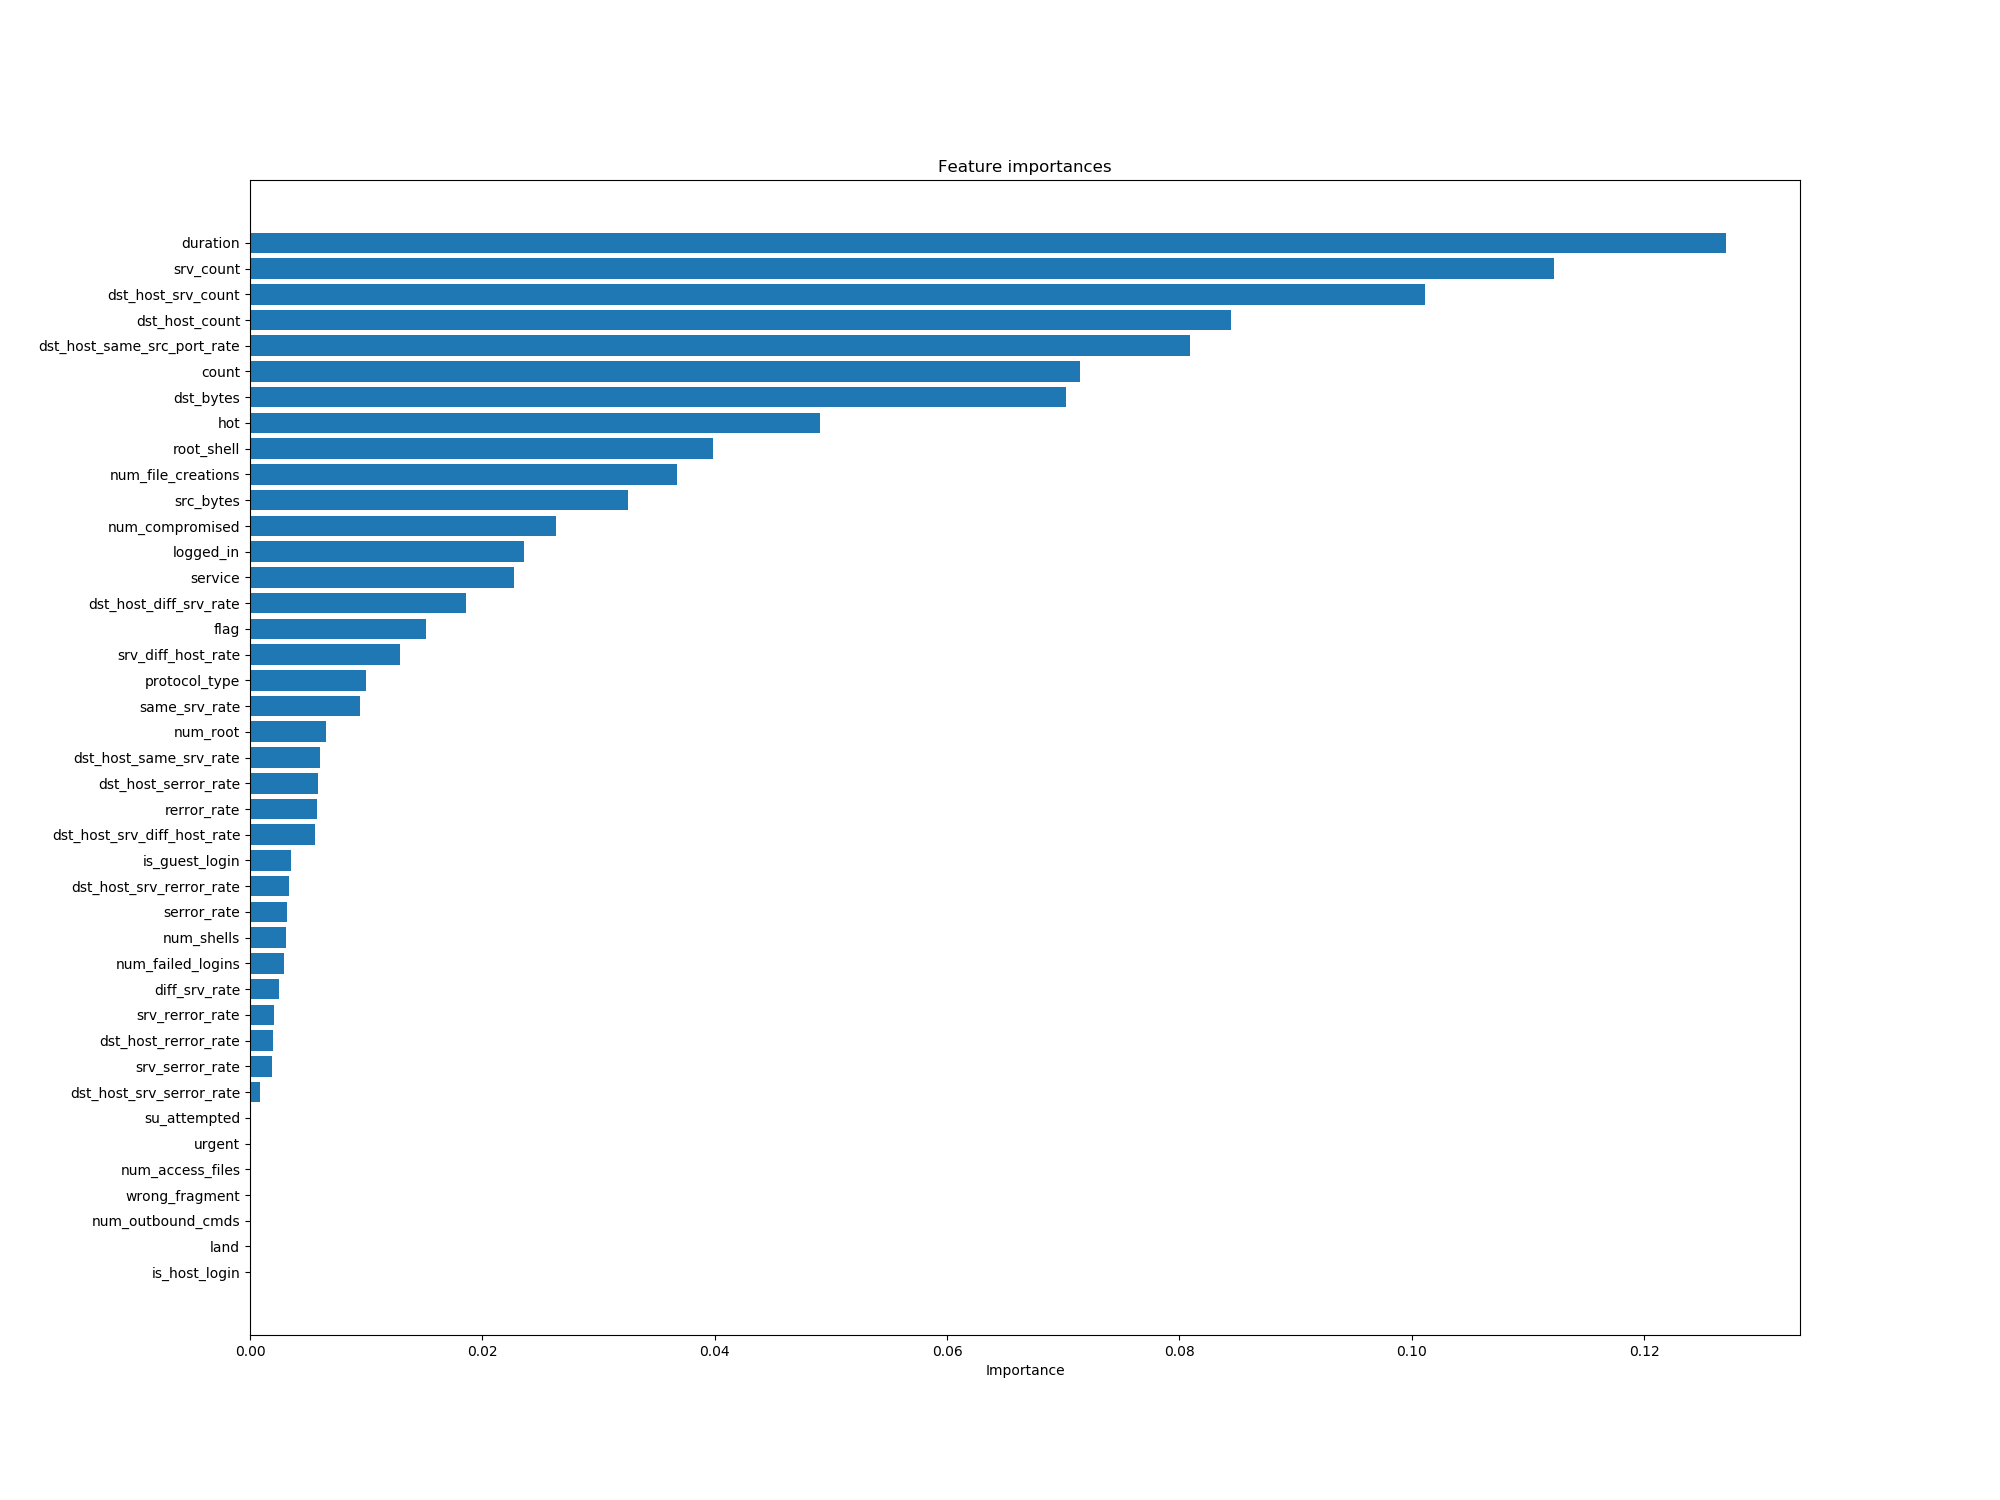 Feature importances
duration
srv_count
dst_host_srv_count
dst_host_count
dst_host_same_src_port_rate
count
dst_bytes
hot
root_shell
num_file_creations
src_bytes
num_compromised
logged_in
service
dst_host_diff_srv_rate
flag
srv_diff_host_rate
protocol_type
same_srv_rate
num_root
dst_host_same_srv_rate
dst_host_serror_rate
rerror_rate
dst_host_srv_diff_host_rate
is_guest_login
dst_host_srv_rerror_rate
serror_rate
num_shells
num_failed_logins
diff_srv_rate
srv_rerror_rate
dst_host_rerror_rate
srv_serror_rate
dst_host_srv_serror_rate
su_attempted
urgent
num_access_files
wrong_fragment
num_outbound_cmds
land
is_host_login
0.00 0.02 0.04 0.06 0.08 0.10 0.12
Importance